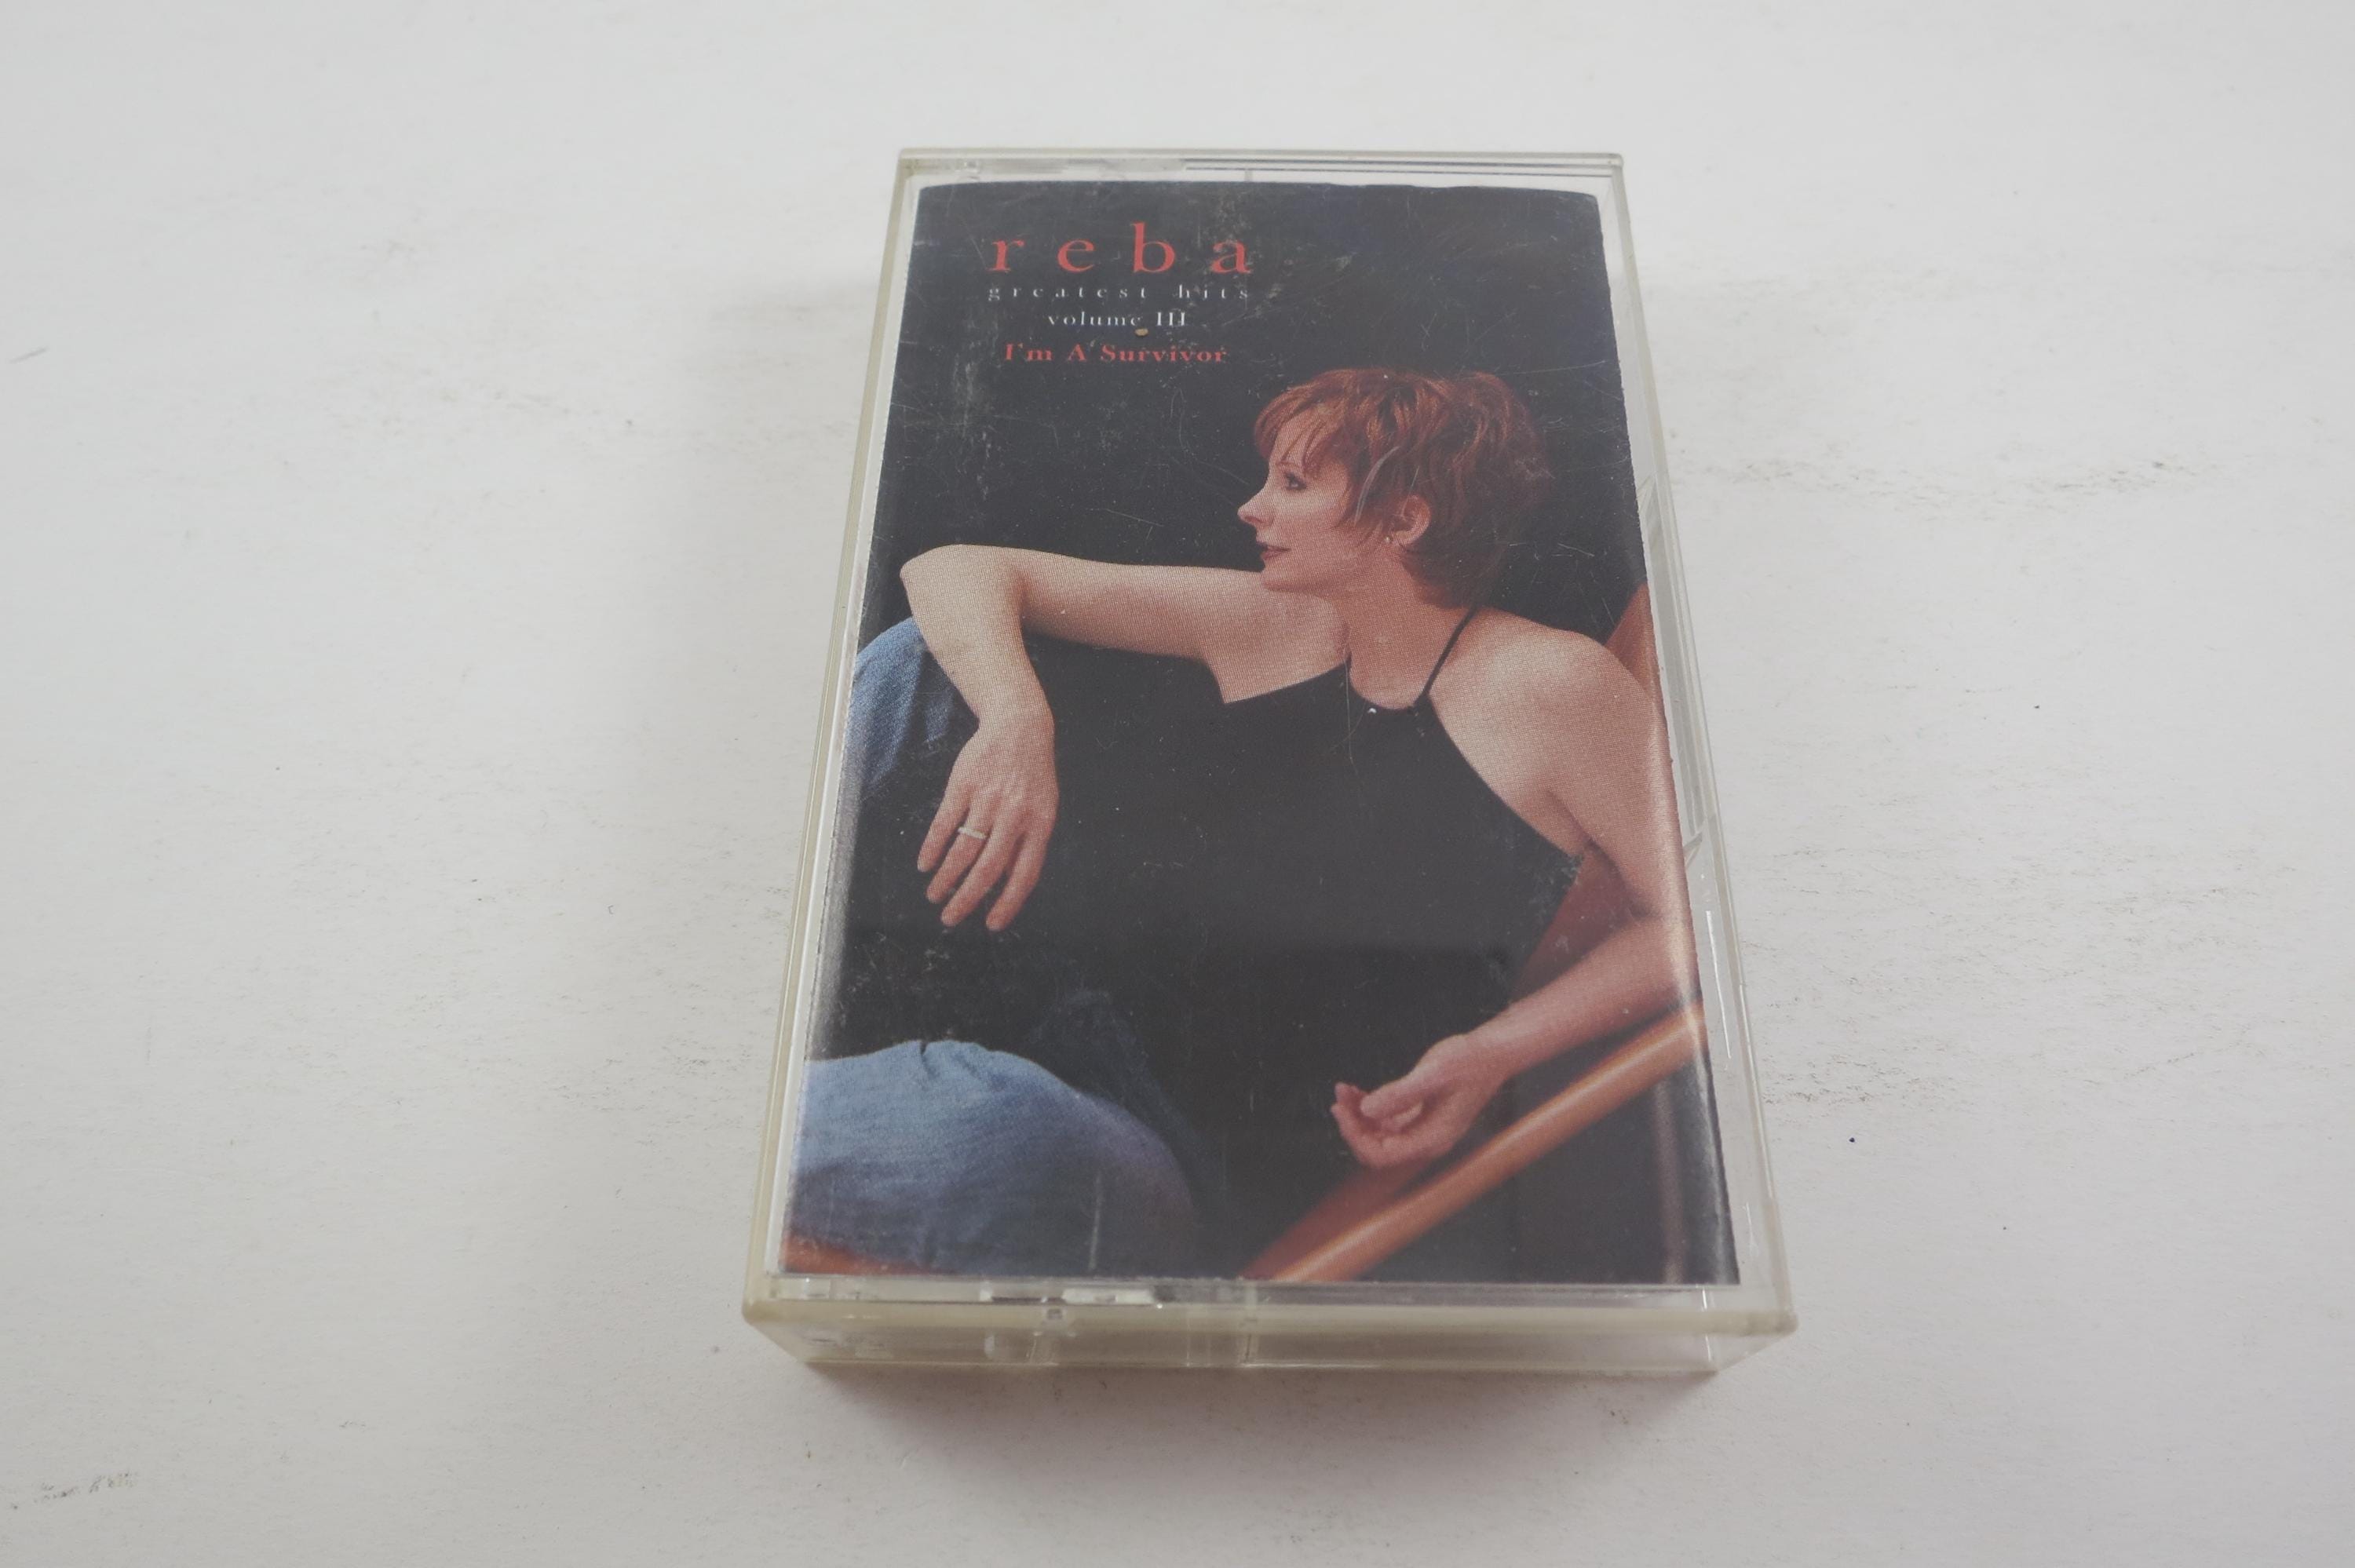 reba
greatest hits
volume III
I'm A Survivor